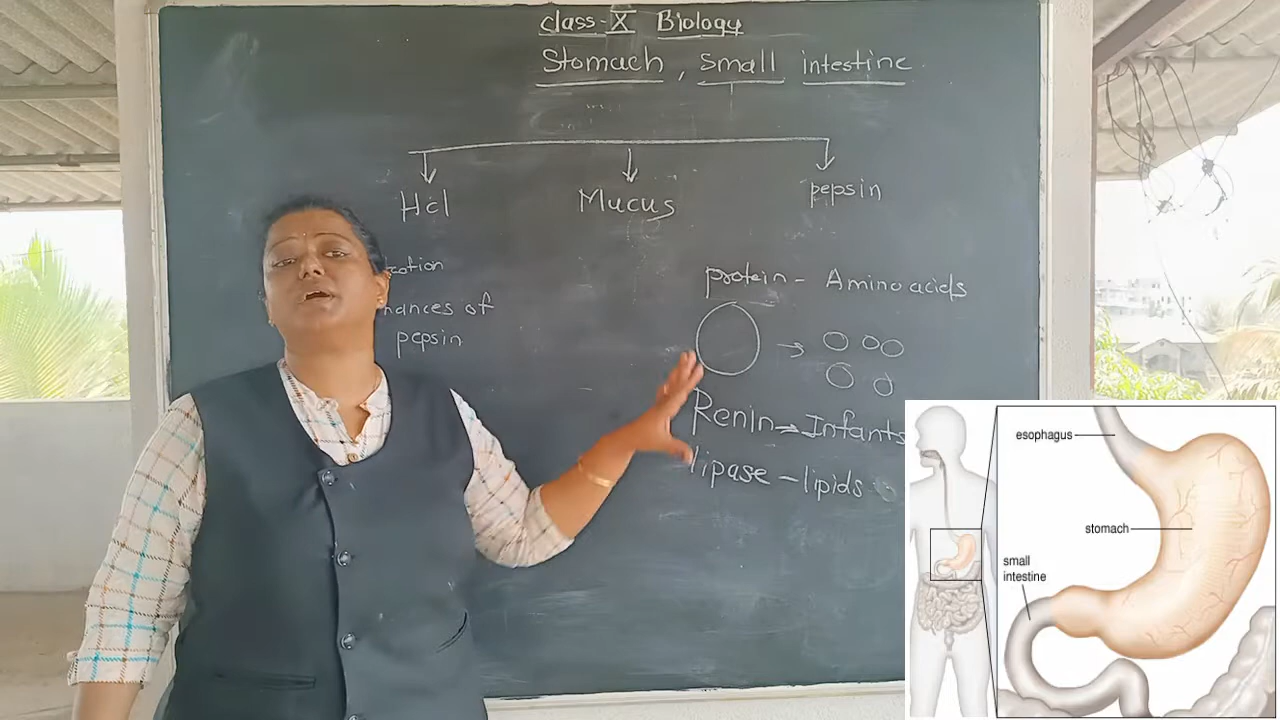 class-X Biology
Stomach, small intestine.
Hcl
Mucus
pepsin
of
pepsin
protein - Amino acids
Renin - Infants
lipase - lipids
esophagus
stomach
small
intestine